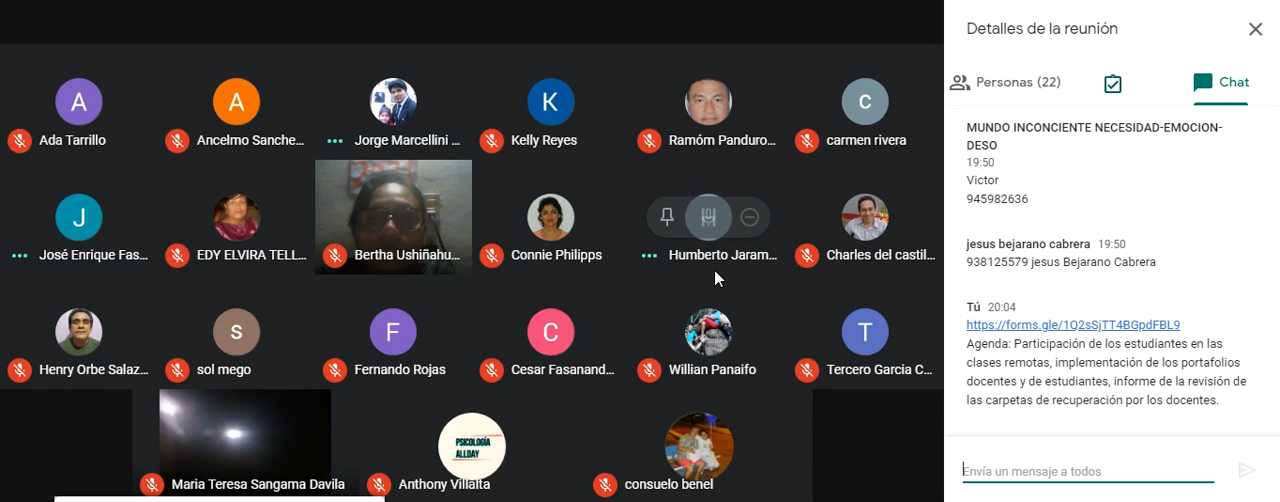 A
Ada Tarrillo
A
Ancelmo Sanche...
Jorge Marcellini ...
K
Kelly Reyes
Ramóm Panduro...
c
carmen rivera
J
José Enrique Fas...
EDY ELVIRA TELL...
Bertha Ushiñahu...
Connie Philipps
Humberto Jaram...
Charles del castil...
Henry Orbe Salaz...
s
sol mego
F
Fernando Rojas
C
Cesar Fasanand...
Willian Panaifo
T
Tercero Garcia C...
Maria Teresa Sangama Davila
PSICOLOGÍA
ALLDAY
Anthony Villalta
consuelo benel
Detalles de la reunión
Personas (22)
Chat
MUNDO INCONCIENTE NECESIDAD-EMOCION-
DESO
19:50
Victor
945982636
jesus bejarano cabrera 19:50
938125579 jesus Bejarano Cabrera
Tú 20:04
https://forms.gle/1Q2sSjTT4BGpdFBL9
Agenda: Participación de los estudiantes en las
clases remotas, implementación de los portafolios
docentes y de estudiantes, informe de la revisión de
las carpetas de recuperación por los docentes.
Envía un mensaje a todos